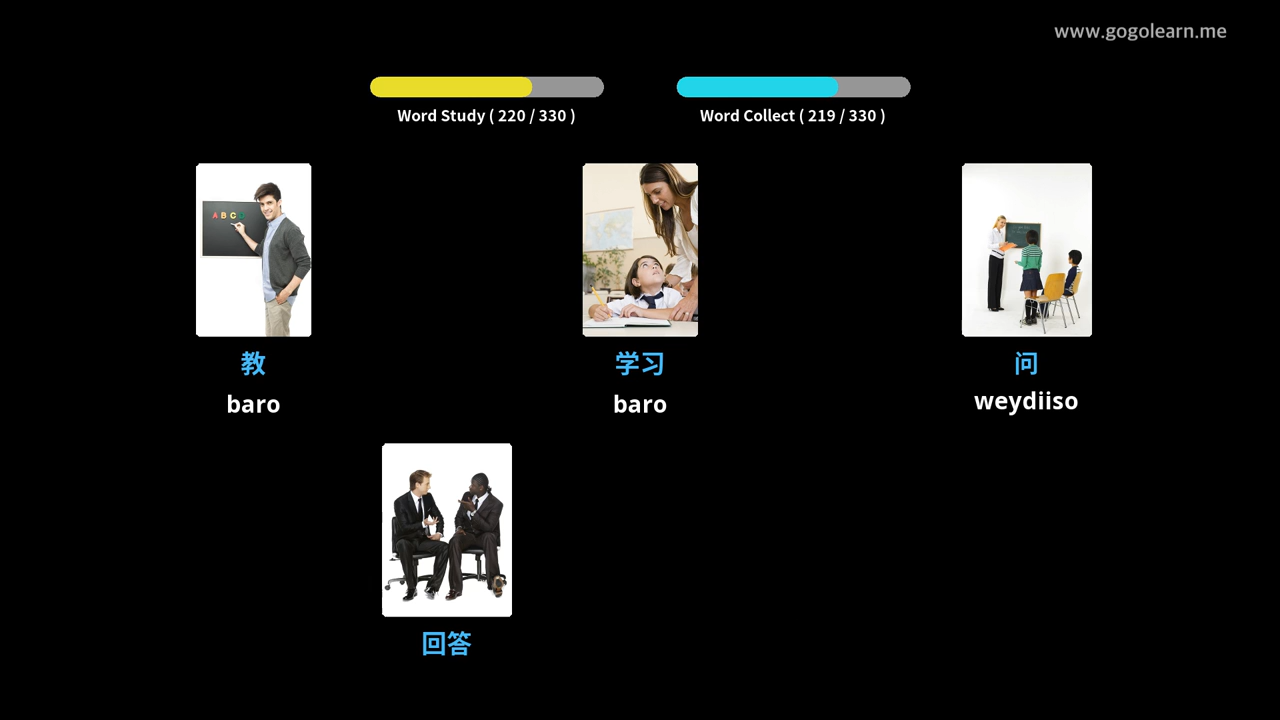 www.gogolearn.me
Word Study ( 220 / 330 )
Word Collect ( 219 / 330 )
A B C D
教
学习
问
baro
baro
weydiiso
回答